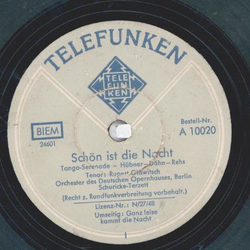 TELEFUNKEN
TELE
FUN
KEN
BIEM
24601
Bestell-Nr.
A 10020
Schön ist die Nacht
Tango-Serenade - Hübner-Döhn-Rehs
Tenor: Rupert Glawitsch
Orchester des Deutschen Opernhauses, Berlin
Schuricke-Terzett
(Recht z. Rundfunkverbreitung vorbehalt.)
Lizenz-Nr.: N/27/48
Umseitig: Ganz leise
kommt die Nacht